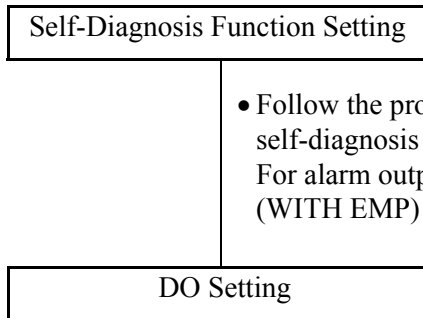 Self-Diagnosis Function Setting
• Follow the pro
self-diagnosis
For alarm outp
(WITH EMP)
DO Setting